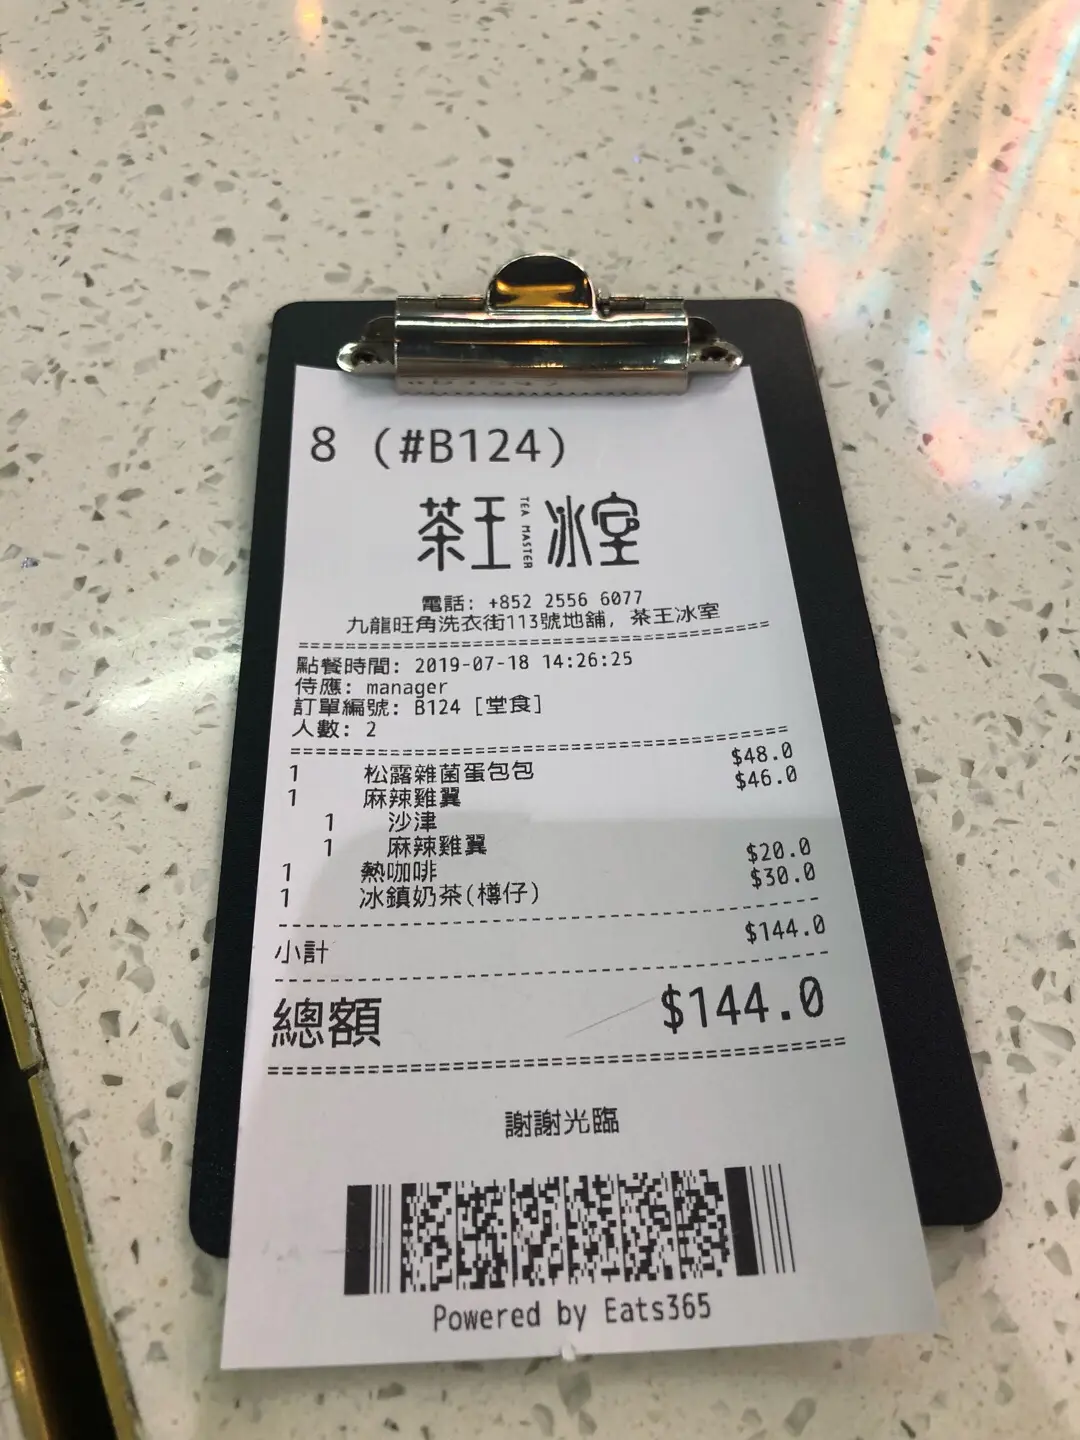 8 (#B124)
茶王 TEA MASTER 冰室
電話: +852 2556 6077
九龍旺角洗衣街113號地舖, 茶王冰室
點餐時間: 2019-07-18 14:26:25
侍應: manager
訂單編號: B124 [堂食]
人數: 2
1 松露雜菌蛋包包 $48.0
1 麻辣雞翼 $46.0
1 沙津
1 麻辣雞翼
1 熱咖啡 $20.0
1 冰鎮奶茶(樽仔) $30.0
小計 $144.0
總額 $144.0
謝謝光臨
Powered by Eats365